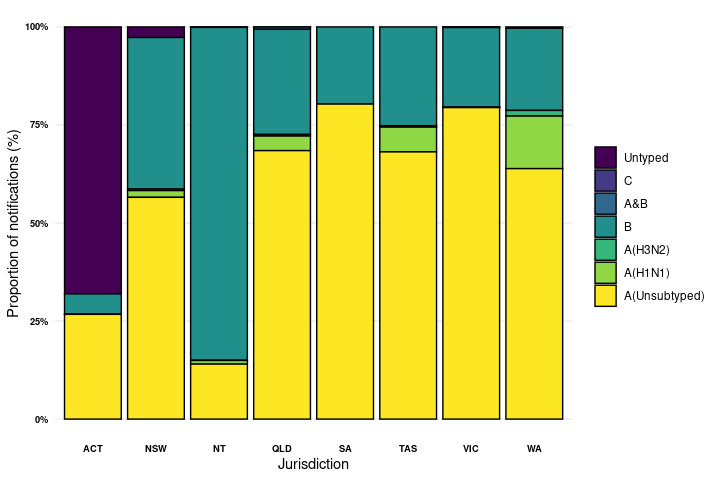 100%
75%
50%
25%
0%
Proportion of notifications (%)
ACT NSW NT QLD SA TAS VIC WA
Jurisdiction
Untyped
C
A&B
B
A(H3N2)
A(H1N1)
A(Unsubtyped)